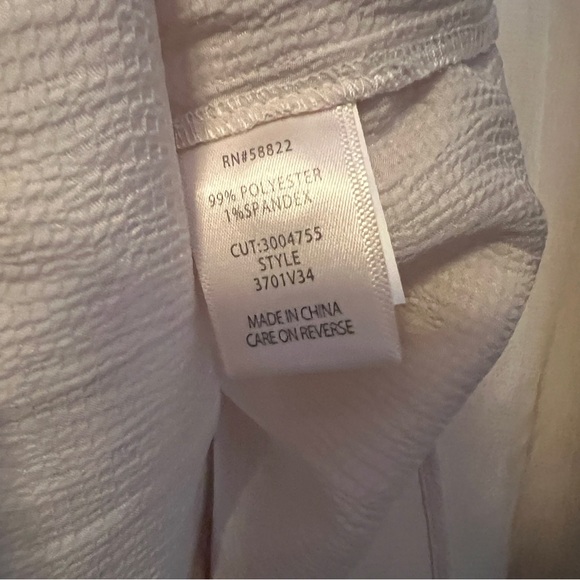 RN#58822
99% POLYESTER
1%SPANDEX
CUT:3004755
STYLE
3701V34
MADE IN CHINA
CARE ON REVERSE